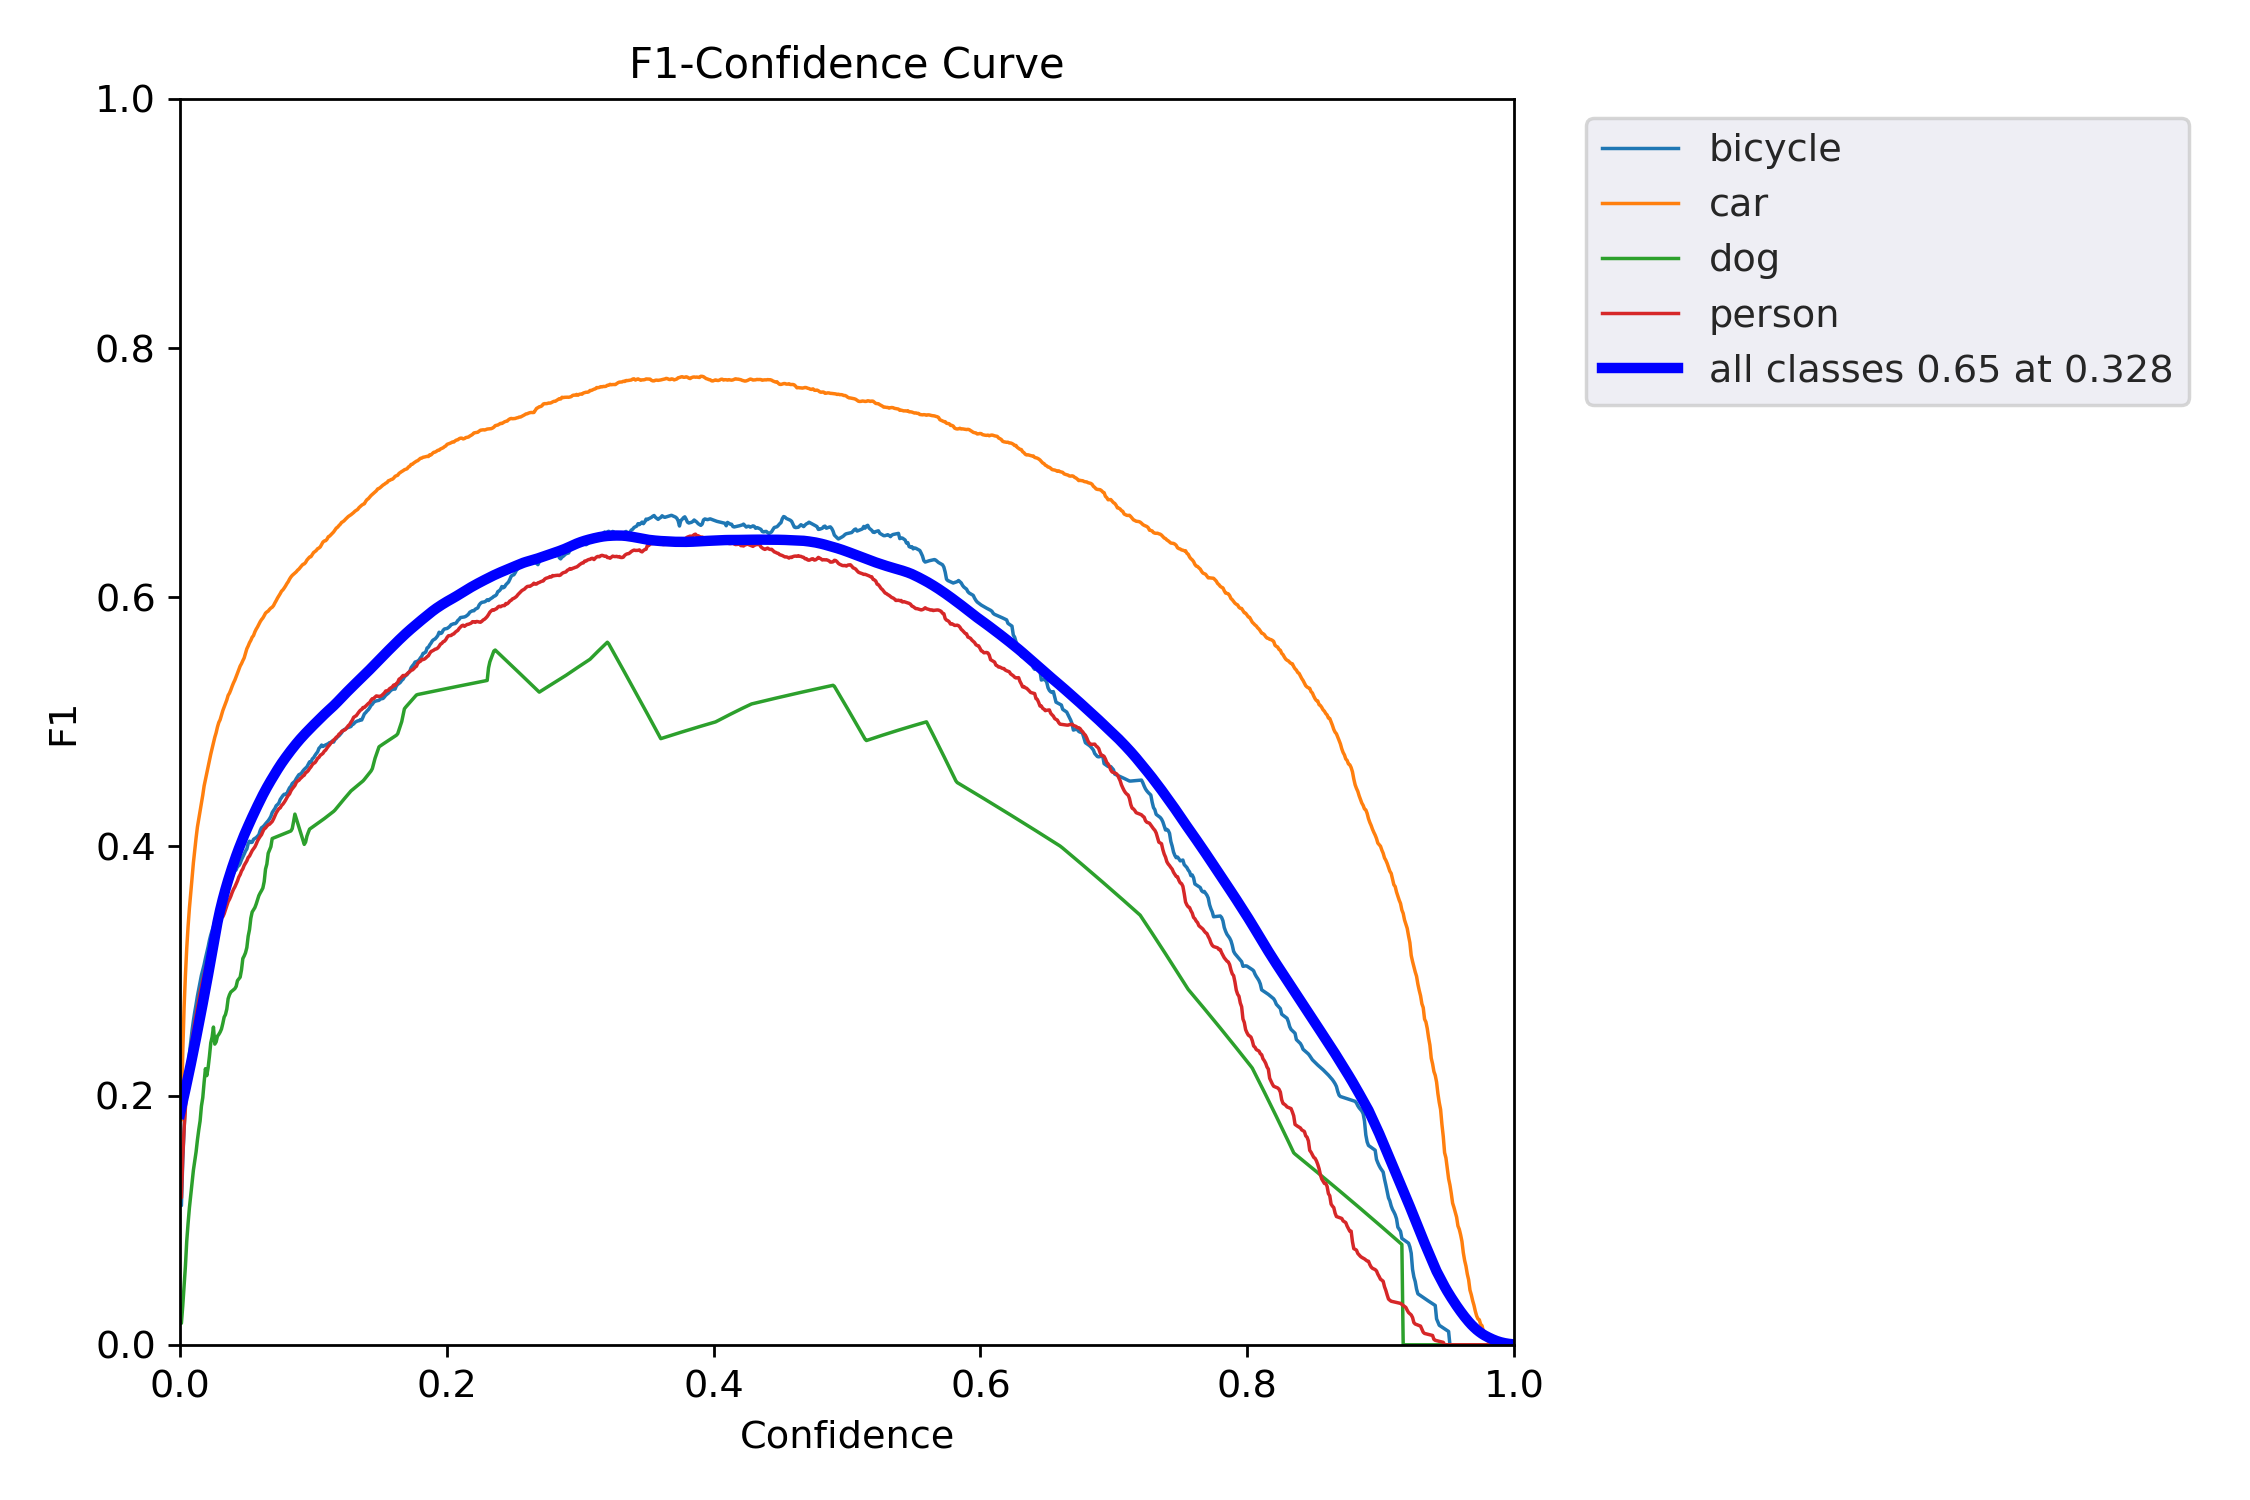 F1-Confidence Curve
1.0
0.8
0.6
0.4
0.2
0.0
F1
0.0 0.2 0.4 0.6 0.8 1.0
Confidence
bicycle
car
dog
person
all classes 0.65 at 0.328